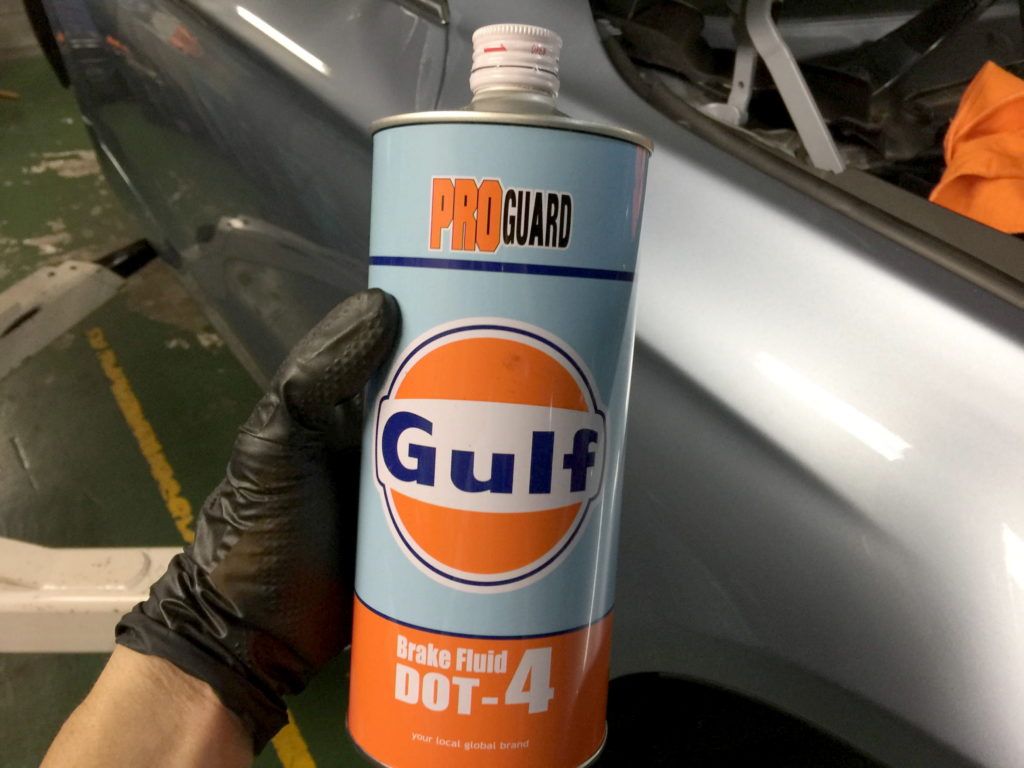 PROGUARD
Gulf
Brake Fluid
DOT-4
your local global brand